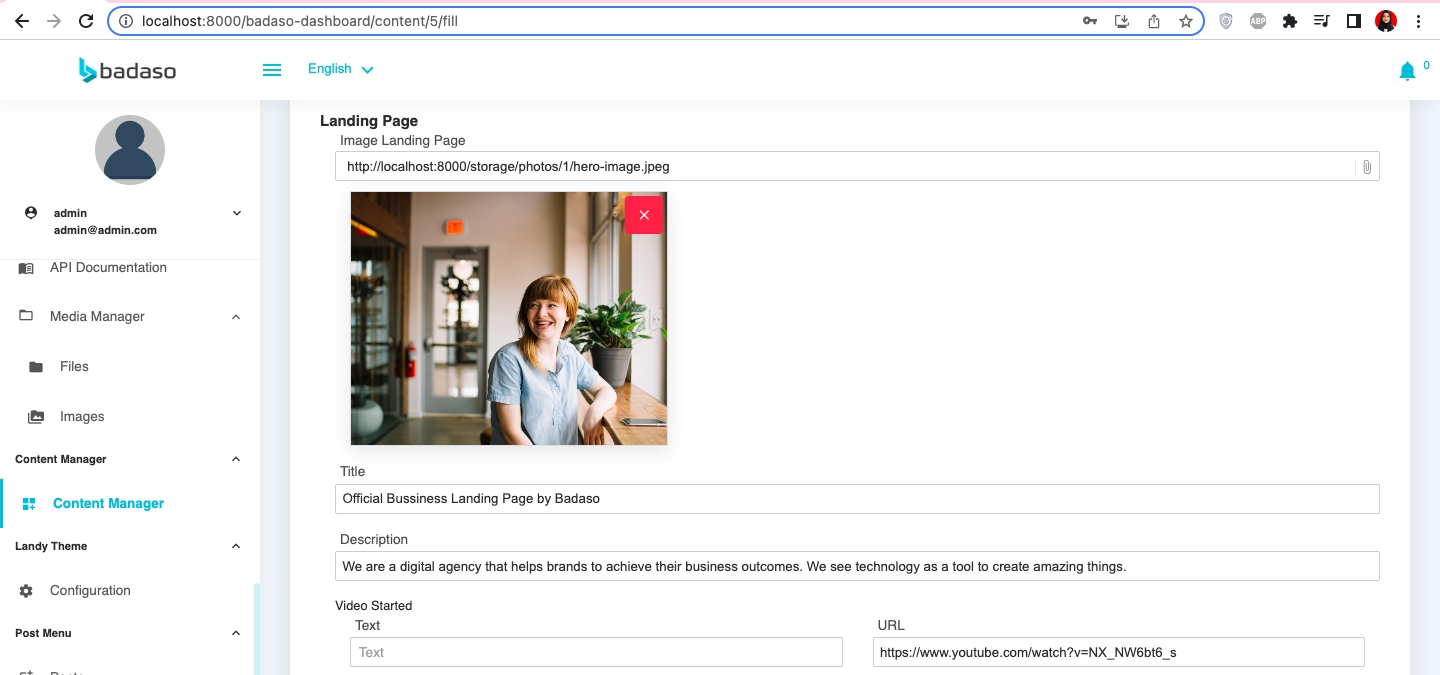 localhost:8000/badaso-dashboard/content/5/fill
ABP
badaso
English
0
admin
admin@admin.com
API Documentation
Media Manager
Files
Images
Content Manager
Content Manager
Landy Theme
Configuration
Post Menu
Landing Page
Image Landing Page
http://localhost:8000/storage/photos/1/hero-image.jpeg
Title
Official Bussiness Landing Page by Badaso
Description
We are a digital agency that helps brands to achieve their business outcomes. We see technology as a tool to create amazing things.
Video Started
Text
URL
Text
https://www.youtube.com/watch?v=NX_NW6bt6_s